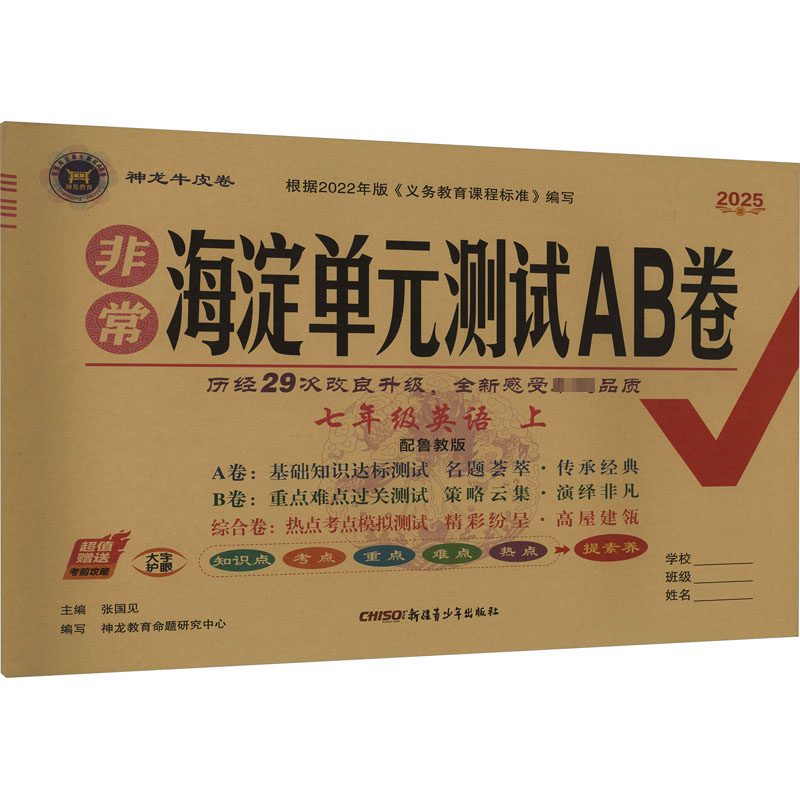 神龙教育
神龙牛皮卷
根据2022年版《义务教育课程标准》编写
2025
版
非常
海淀单元测试AB卷
历经29次改良升级，全新感受品质
七年级英语 上
配鲁教版
A卷：基础知识达标测试 名题荟萃·传承经典
B卷：重点难点过关测试 策略云集·演绎非凡
综合卷：热点考点模拟测试 精彩纷呈·高屋建瓴
超值
赠送
考前攻略
大字
护眼
知识点 考点 重点 难点 热点 提素养
学校
班级
姓名
主编 张国见
编写 神龙教育命题研究中心
CHISO 新疆青少年出版社